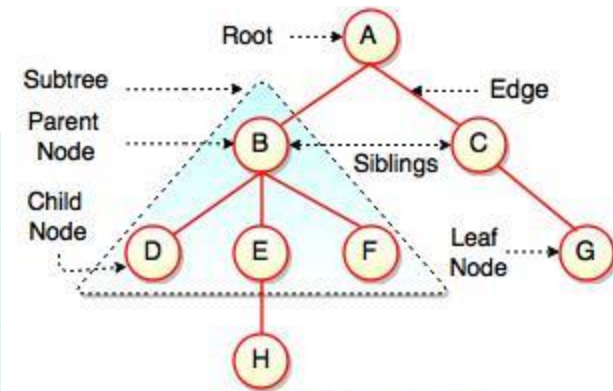 Root
A
Subtree
Edge
Parent
Node
B
Siblings
C
Child
Node
D
E
F
Leaf
Node
G
H